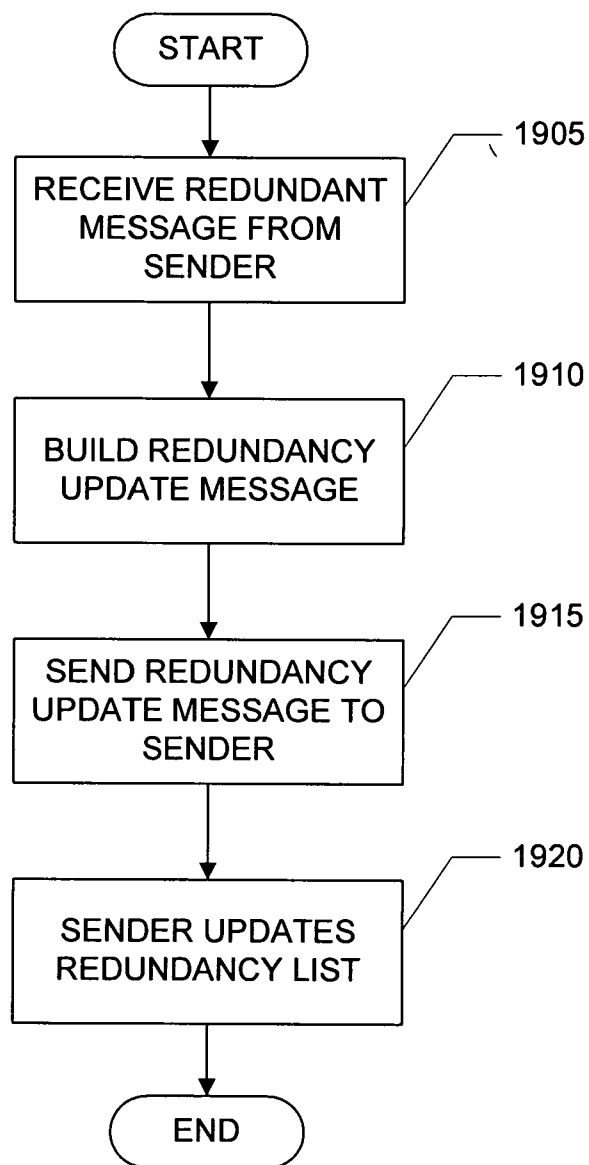 START
1905
RECEIVE REDUNDANT
MESSAGE FROM
SENDER
1910
BUILD REDUNDANCY
UPDATE MESSAGE
1915
SEND REDUNDANCY
UPDATE MESSAGE TO
SENDER
1920
SENDER UPDATES
REDUNDANCY LIST
END